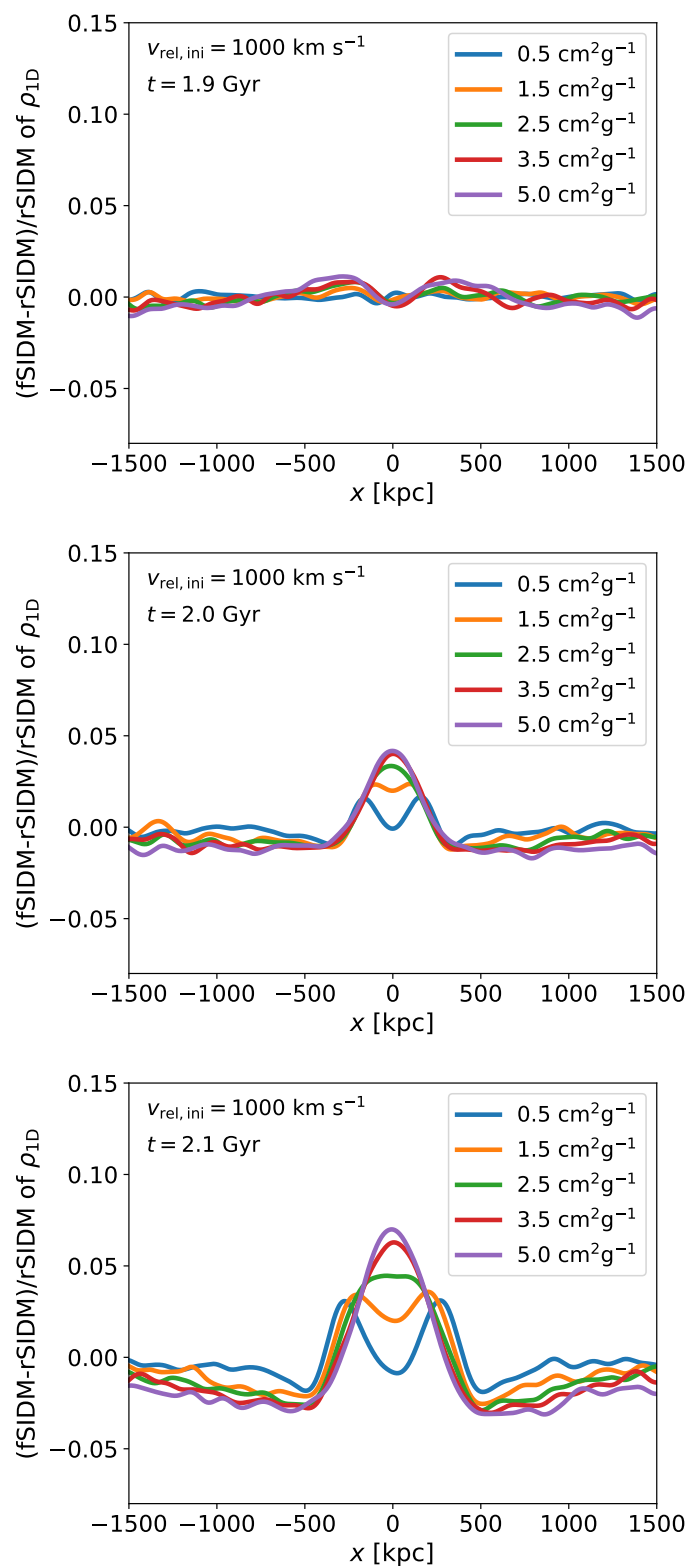 0.15
0.10
0.05
0.00
−0.05
(fSIDM-rSIDM)/rSIDM of ρ1D
v_rel, ini = 1000 km s⁻¹
t = 1.9 Gyr
0.5 cm²g⁻¹
1.5 cm²g⁻¹
2.5 cm²g⁻¹
3.5 cm²g⁻¹
5.0 cm²g⁻¹
−1500 −1000 −500 0 500 1000 1500
x [kpc]
0.15
0.10
0.05
0.00
−0.05
(fSIDM-rSIDM)/rSIDM of ρ1D
v_rel, ini = 1000 km s⁻¹
t = 2.0 Gyr
0.5 cm²g⁻¹
1.5 cm²g⁻¹
2.5 cm²g⁻¹
3.5 cm²g⁻¹
5.0 cm²g⁻¹
−1500 −1000 −500 0 500 1000 1500
x [kpc]
0.15
0.10
0.05
0.00
−0.05
(fSIDM-rSIDM)/rSIDM of ρ1D
v_rel, ini = 1000 km s⁻¹
t = 2.1 Gyr
0.5 cm²g⁻¹
1.5 cm²g⁻¹
2.5 cm²g⁻¹
3.5 cm²g⁻¹
5.0 cm²g⁻¹
−1500 −1000 −500 0 500 1000 1500
x [kpc]